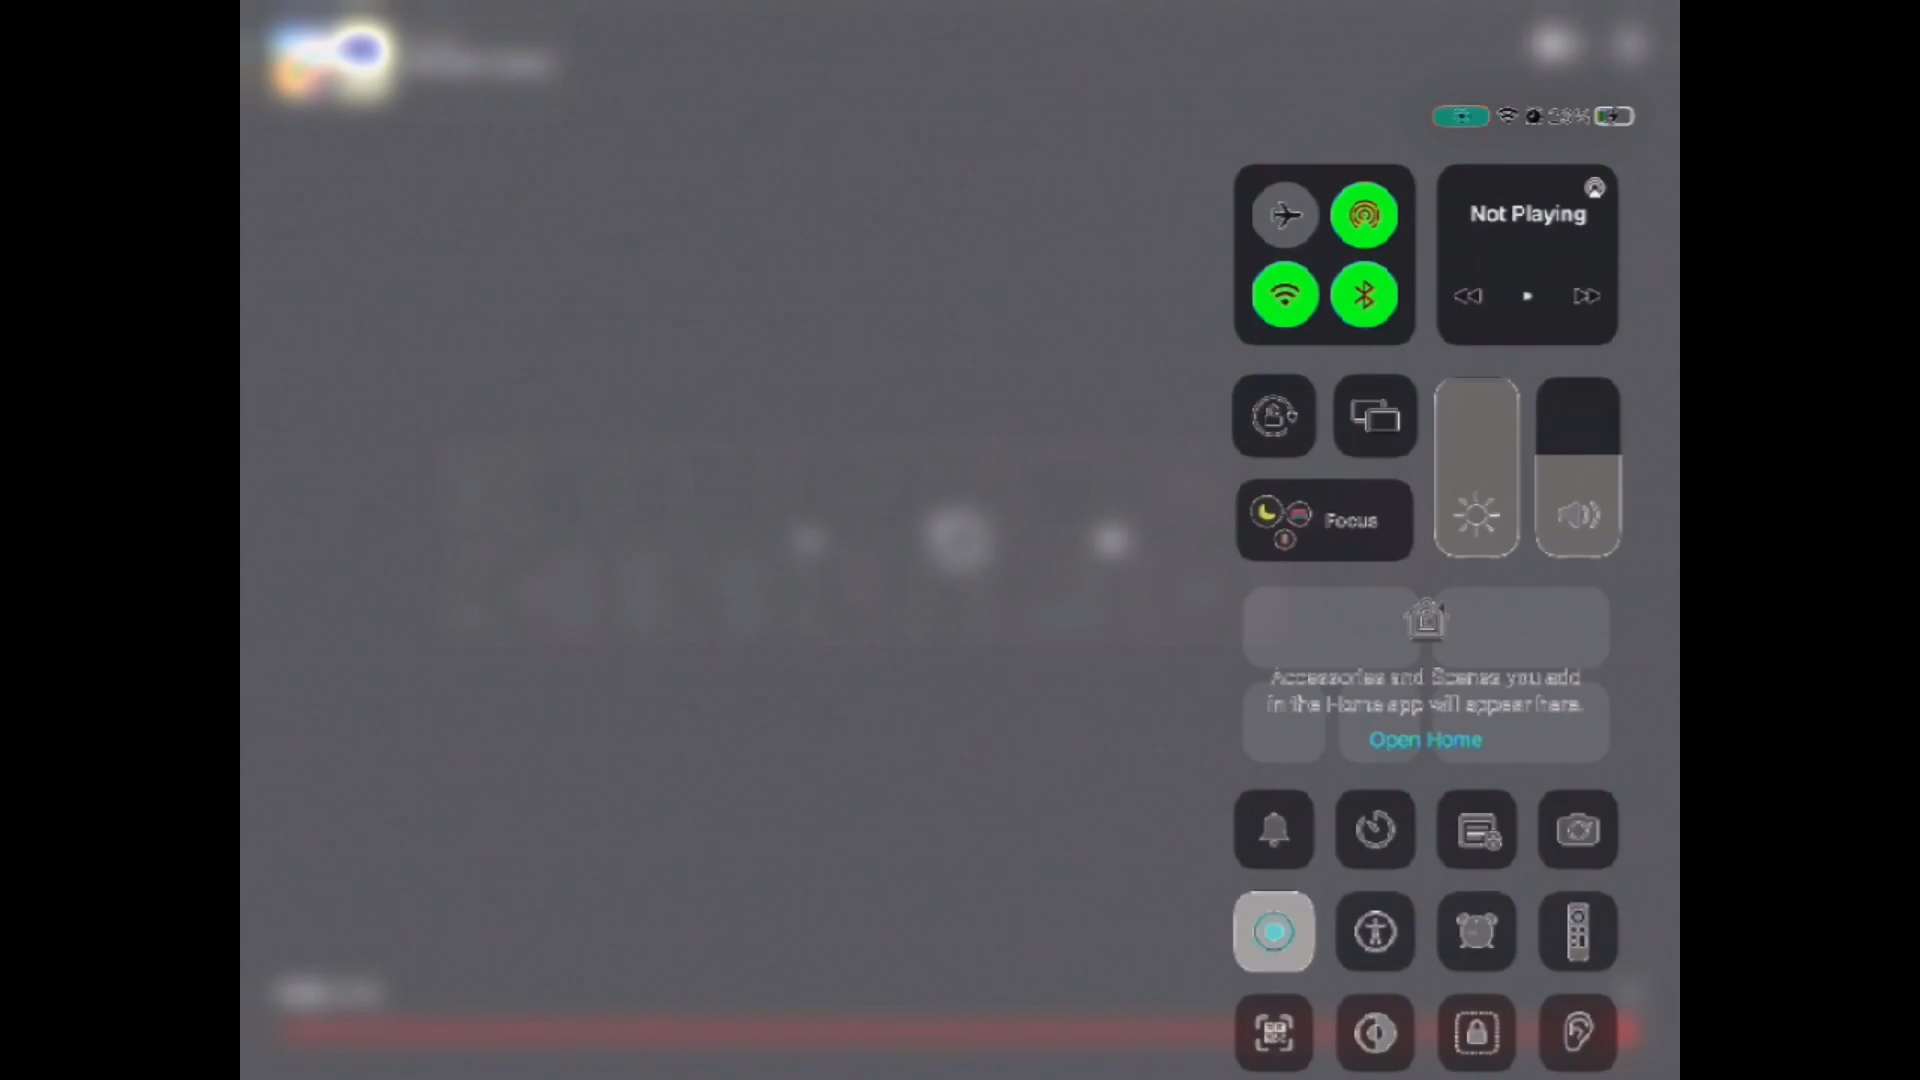 Not Playing
Focus
Accessories and Scenes you add
in the Home app will appear here.
Open Home